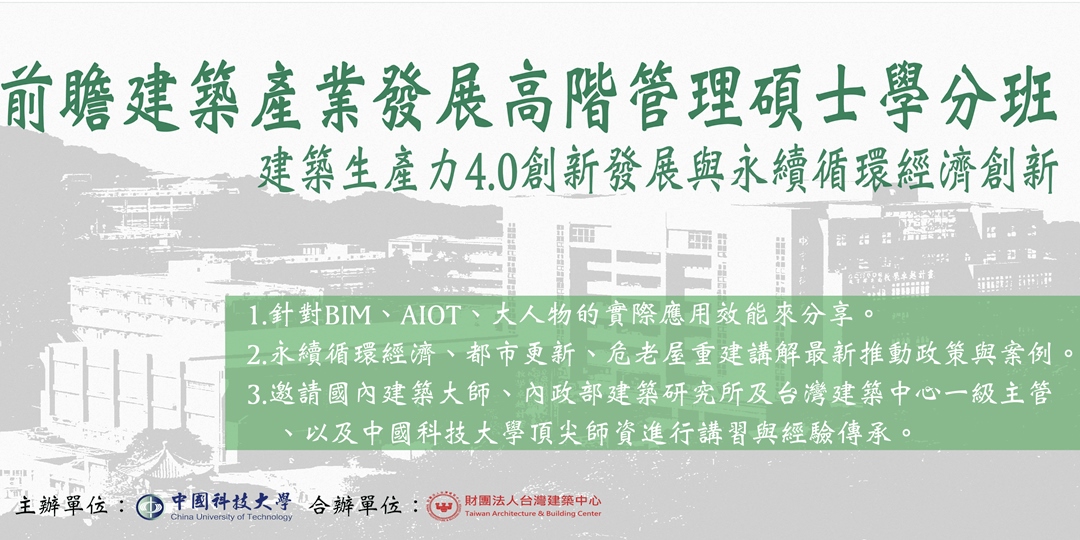 前瞻建築產業發展高階管理碩士學分班
建築生產力4.0創新發展與永續循環經濟創新
1.針對BIM、AIOT、大人物的實際應用效能來分享。
2.永續循環經濟、都市更新、危老屋重建講解最新推動政策與案例。
3.邀請國內建築大師、內政部建築研究所及台灣建築中心一級主管
、以及中國科技大學頂尖師資進行講習與經驗傳承。
主辦單位：中國科技大學
China University of Technology
合辦單位：財團法人台灣建築中心
Taiwan Architecture & Building Center